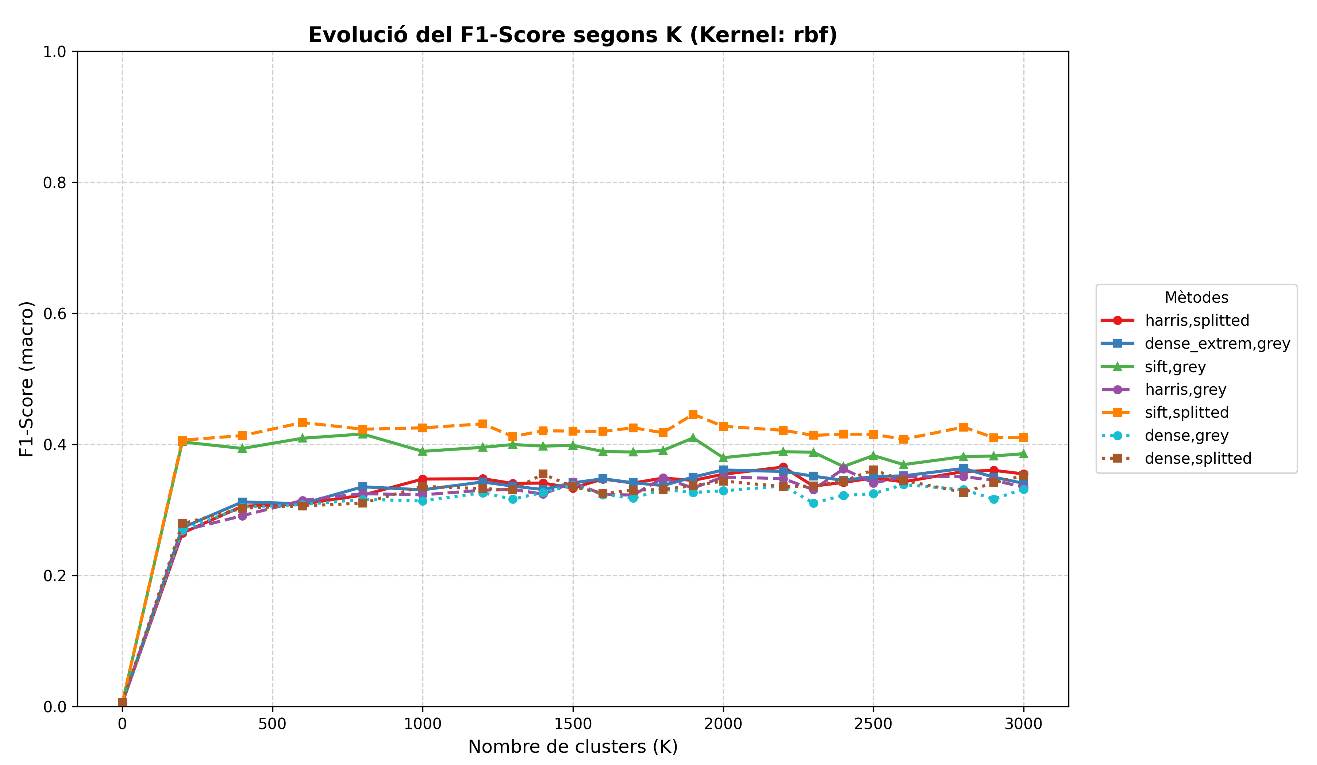 Evolució del F1-Score segons K (Kernel: rbf)
1.0
0.8
0.6
0.4
0.2
0.0
F1-Score (macro)
0 500 1000 1500 2000 2500 3000
Nombre de clusters (K)
Mètodes
harris,splitted
dense_extrem,grey
sift,grey
harris,grey
sift,splitted
dense,grey
dense,splitted